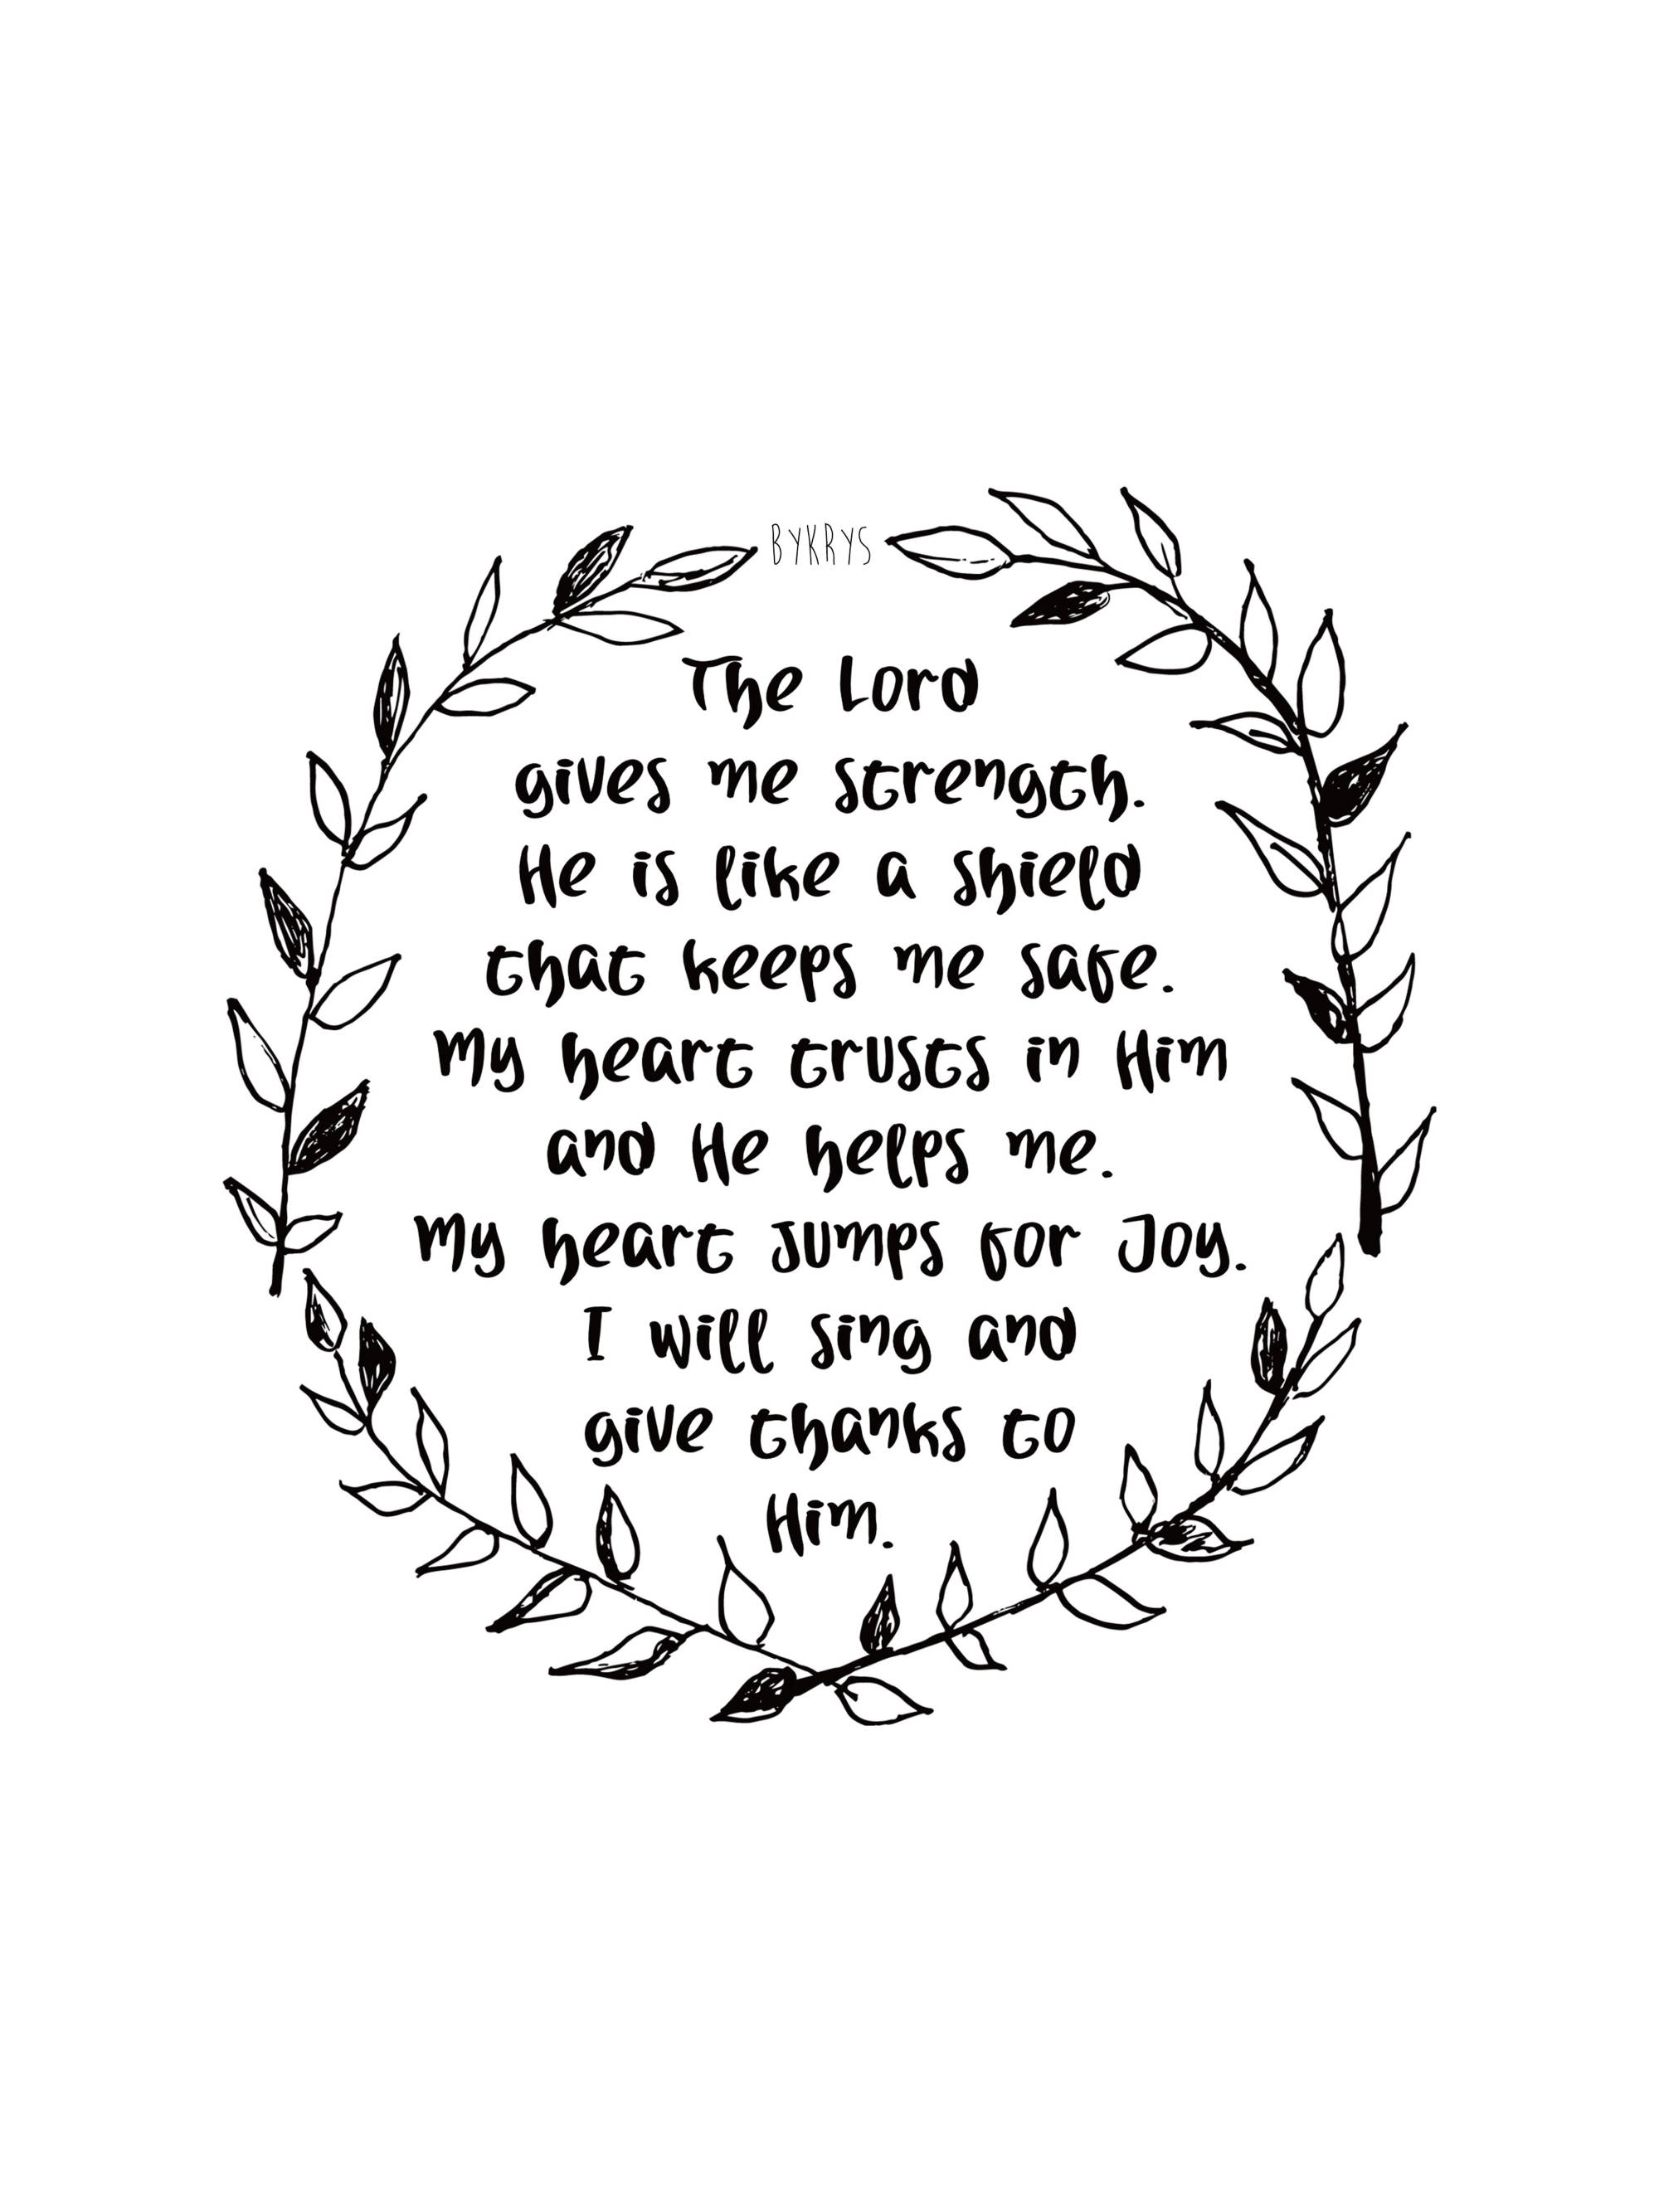 BYKRYS
The Lord
gives me strength.
He is like a shield
that keeps me safe.
My heart trusts in Him
and He helps me.
My heart jumps for Joy.
I will sing and
give thanks to
Him.